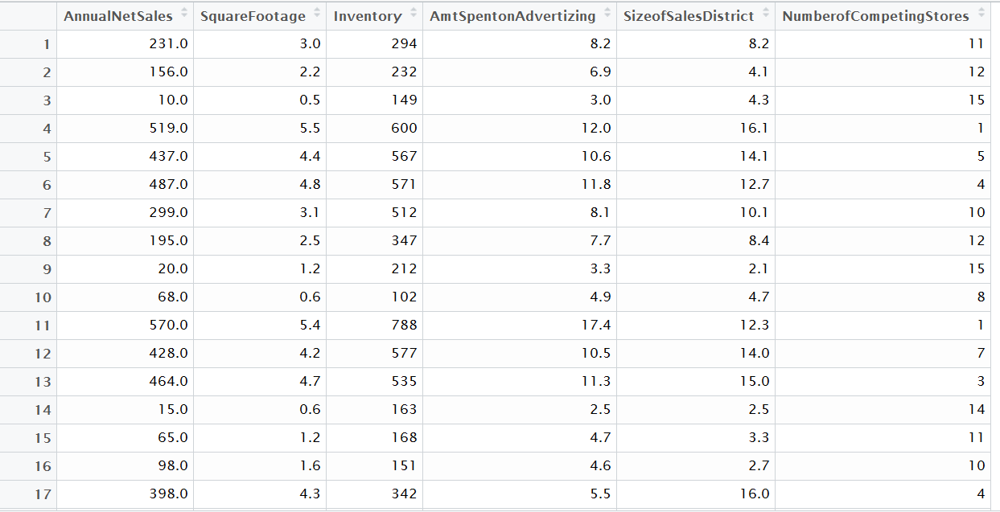 AnnualNetSales SquareFootage Inventory AmtSpentonAdvertizing SizeofSalesDistrict NumberofCompetingStores
1 231.0 3.0 294 8.2 8.2 11
2 156.0 2.2 232 6.9 4.1 12
3 10.0 0.5 149 3.0 4.3 15
4 519.0 5.5 600 12.0 16.1 1
5 437.0 4.4 567 10.6 14.1 5
6 487.0 4.8 571 11.8 12.7 4
7 299.0 3.1 512 8.1 10.1 10
8 195.0 2.5 347 7.7 8.4 12
9 20.0 1.2 212 3.3 2.1 15
10 68.0 0.6 102 4.9 4.7 8
11 570.0 5.4 788 17.4 12.3 1
12 428.0 4.2 577 10.5 14.0 7
13 464.0 4.7 535 11.3 15.0 3
14 15.0 0.6 163 2.5 2.5 14
15 65.0 1.2 168 4.7 3.3 11
16 98.0 1.6 151 4.6 2.7 10
17 398.0 4.3 342 5.5 16.0 4